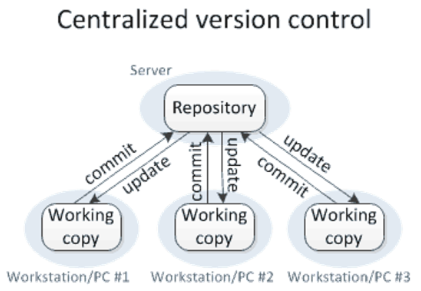 Centralized version control
Server
Repository
commit
update
commit
update
update
commit
Working
copy
Working
copy
Working
copy
Workstation/PC #1
Workstation/PC #2
Workstation/PC #3